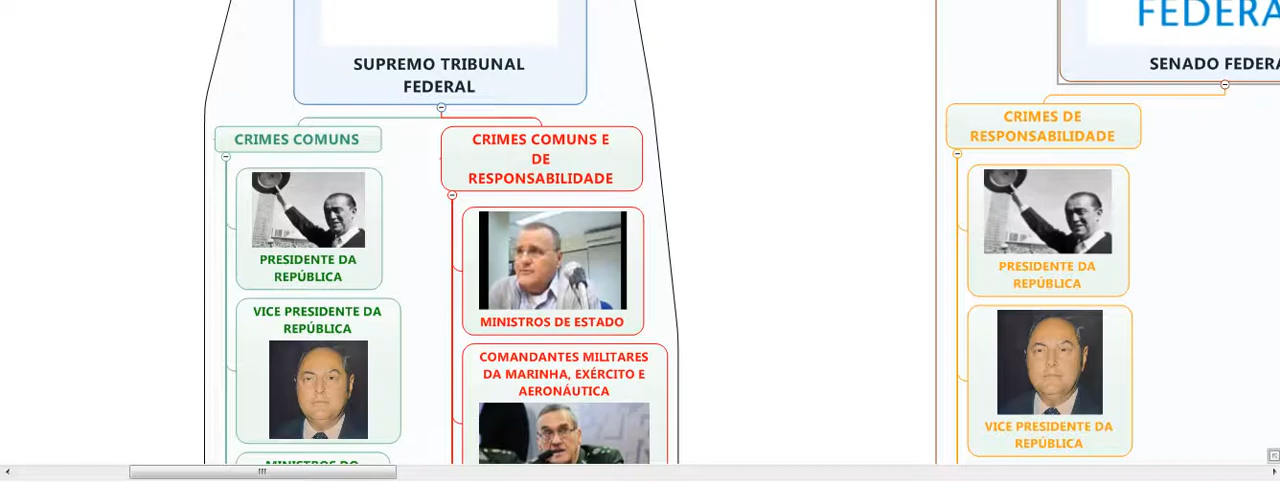 SUPREMO TRIBUNAL
FEDERAL
CRIMES COMUNS
PRESIDENTE DA
REPÚBLICA
VICE PRESIDENTE DA
REPÚBLICA
MINISTROS DO
CRIMES COMUNS E
DE
RESPONSABILIDADE
MINISTROS DE ESTADO
COMANDANTES MILITARES
DA MARINHA, EXÉRCITO E
AERONÁUTICA
FEDERA
SENADO FEDERA
CRIMES DE
RESPONSABILIDADE
PRESIDENTE DA
REPÚBLICA
VICE PRESIDENTE DA
REPÚBLICA